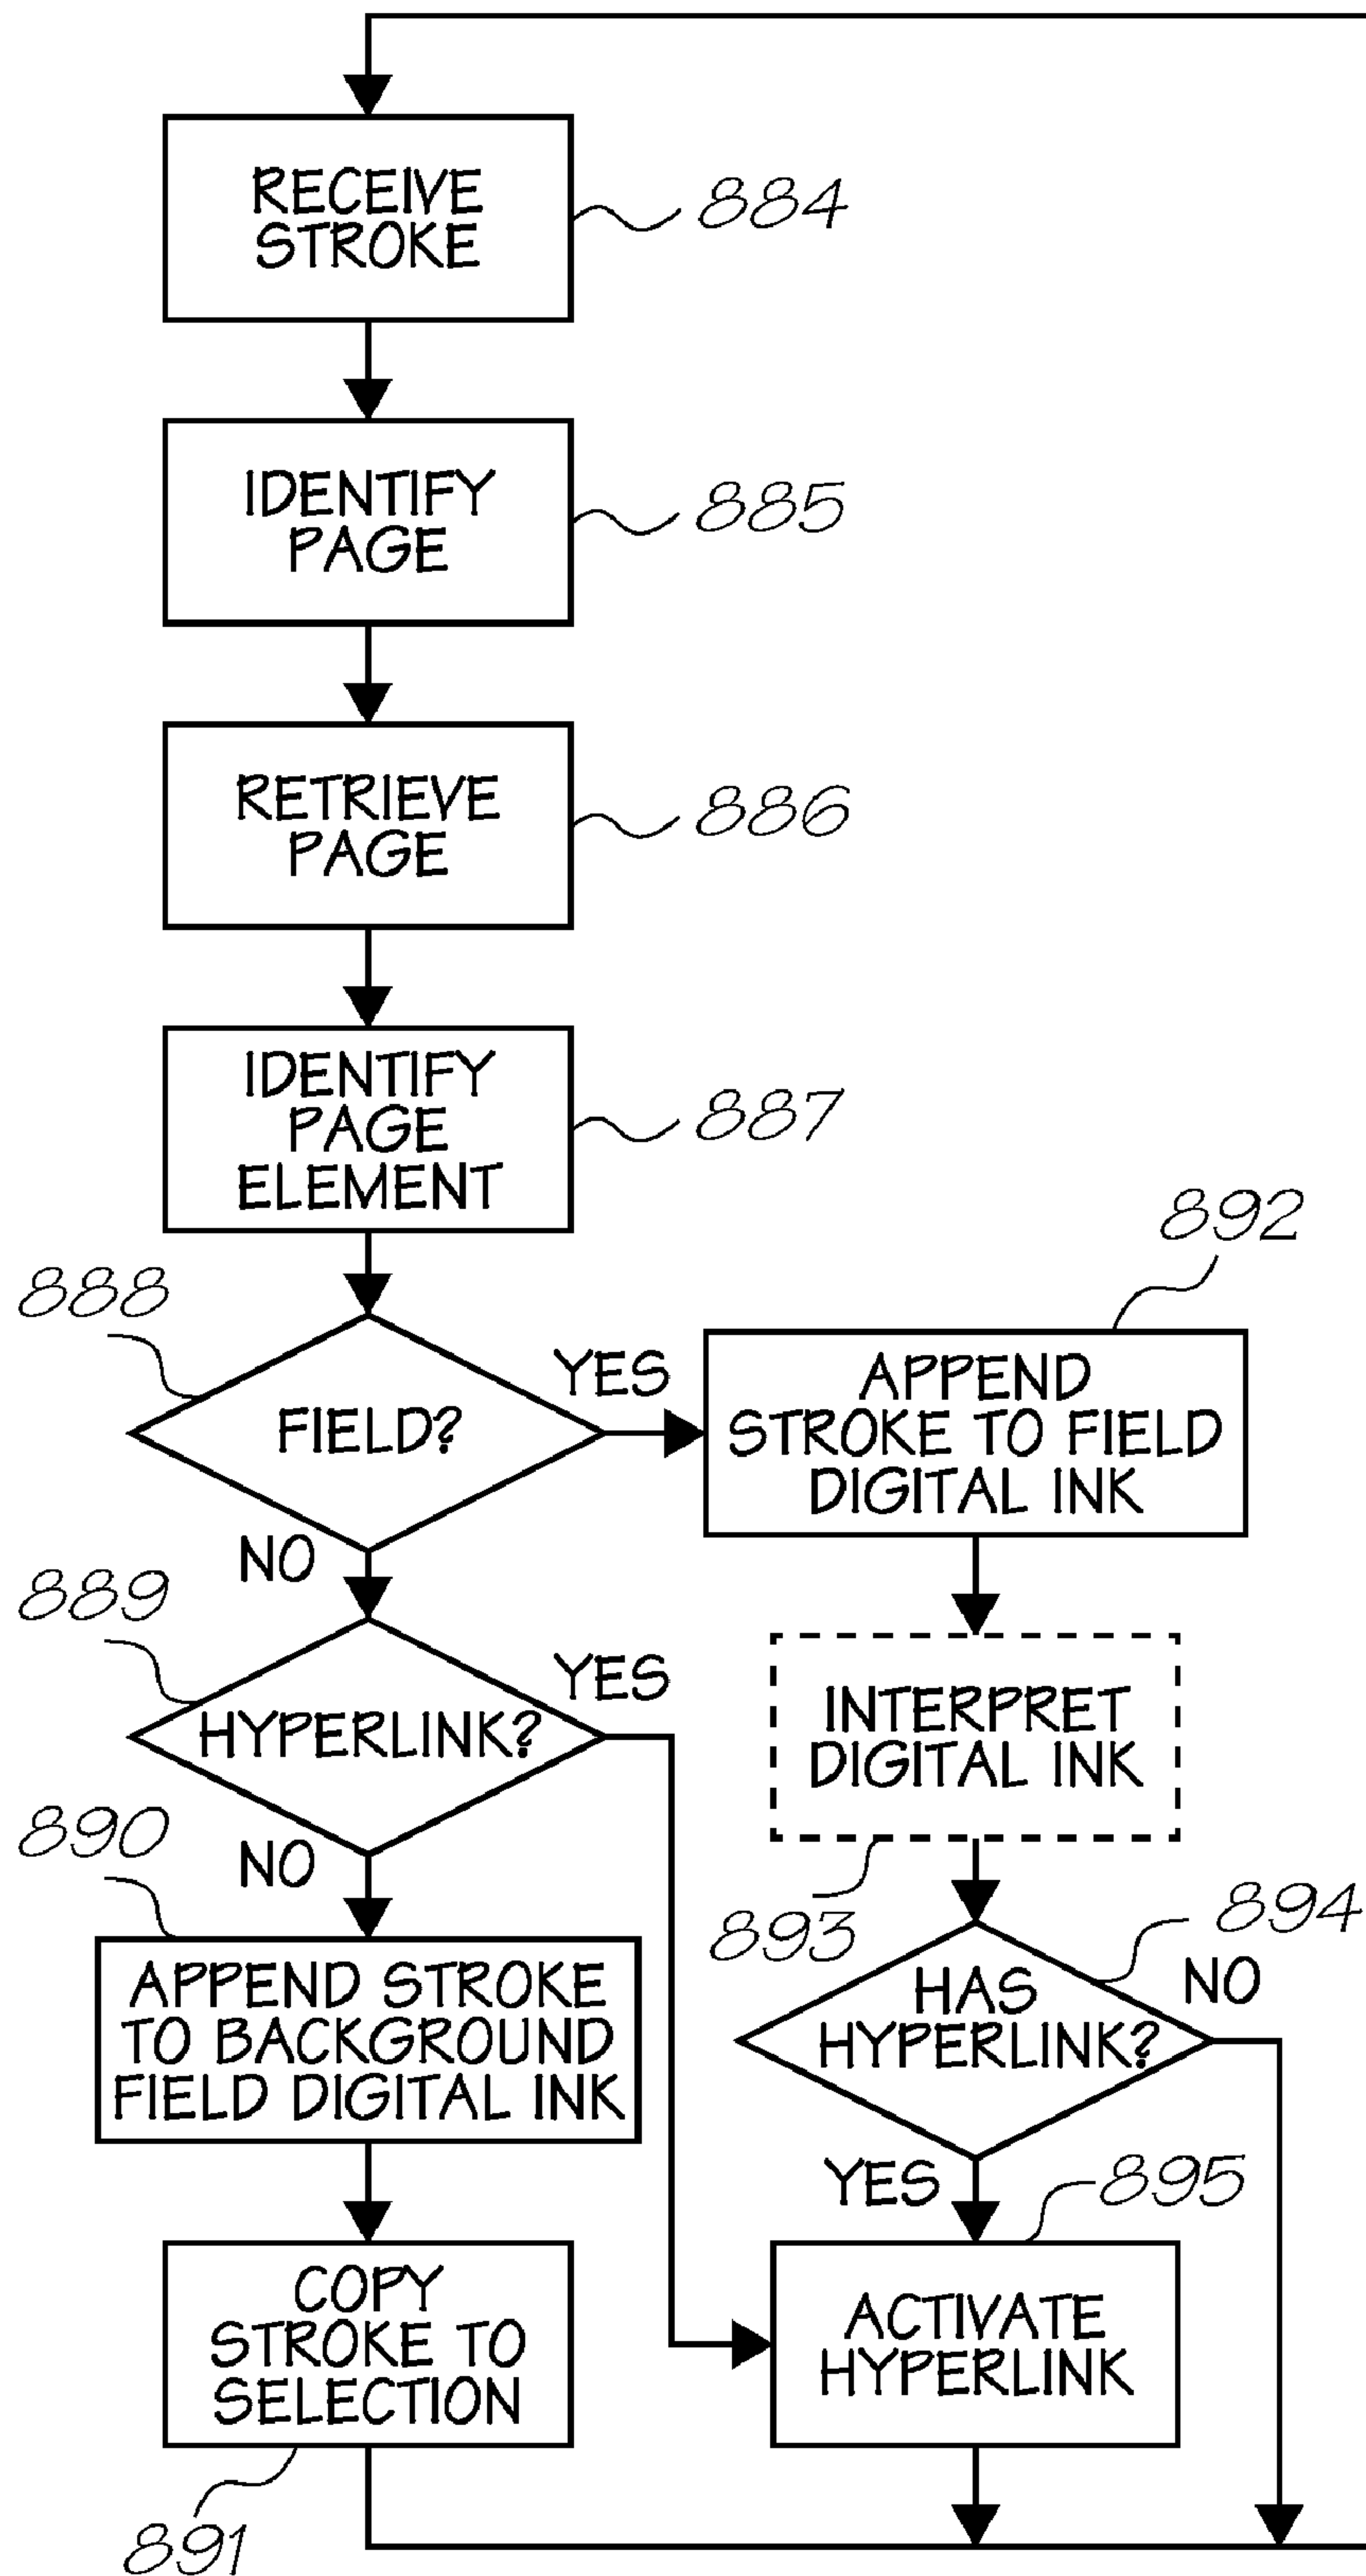 RECEIVE
STROKE
884
IDENTIFY
PAGE
885
RETRIEVE
PAGE
886
IDENTIFY
PAGE
ELEMENT
887
888
FIELD?
YES
NO
892
APPEND
STROKE TO FIELD
DIGITAL INK
889
HYPERLINK?
YES
NO
INTERPRET
DIGITAL INK
893
890
APPEND STROKE
TO BACKGROUND
FIELD DIGITAL INK
894
HAS
HYPERLINK?
NO
YES
895
COPY
STROKE TO
SELECTION
891
ACTIVATE
HYPERLINK